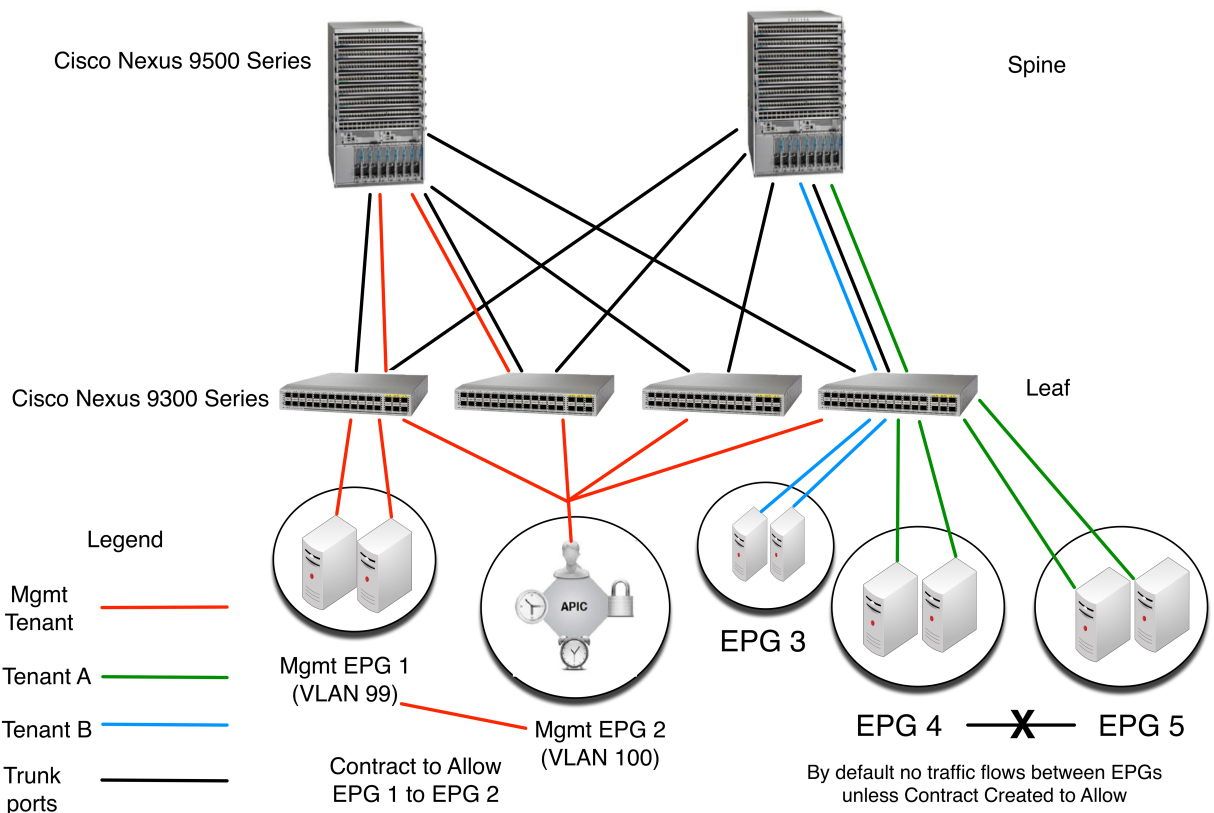 Cisco Nexus 9500 Series
Spine
Cisco Nexus 9300 Series
Leaf
Legend
Mgmt
Tenant
Tenant A
Tenant B
Trunk
ports
Mgmt EPG 1
(VLAN 99)
APIC
Mgmt EPG 2
(VLAN 100)
Contract to Allow
EPG 1 to EPG 2
EPG 3
EPG 4
X
EPG 5
By default no traffic flows between EPGs
unless Contract Created to Allow